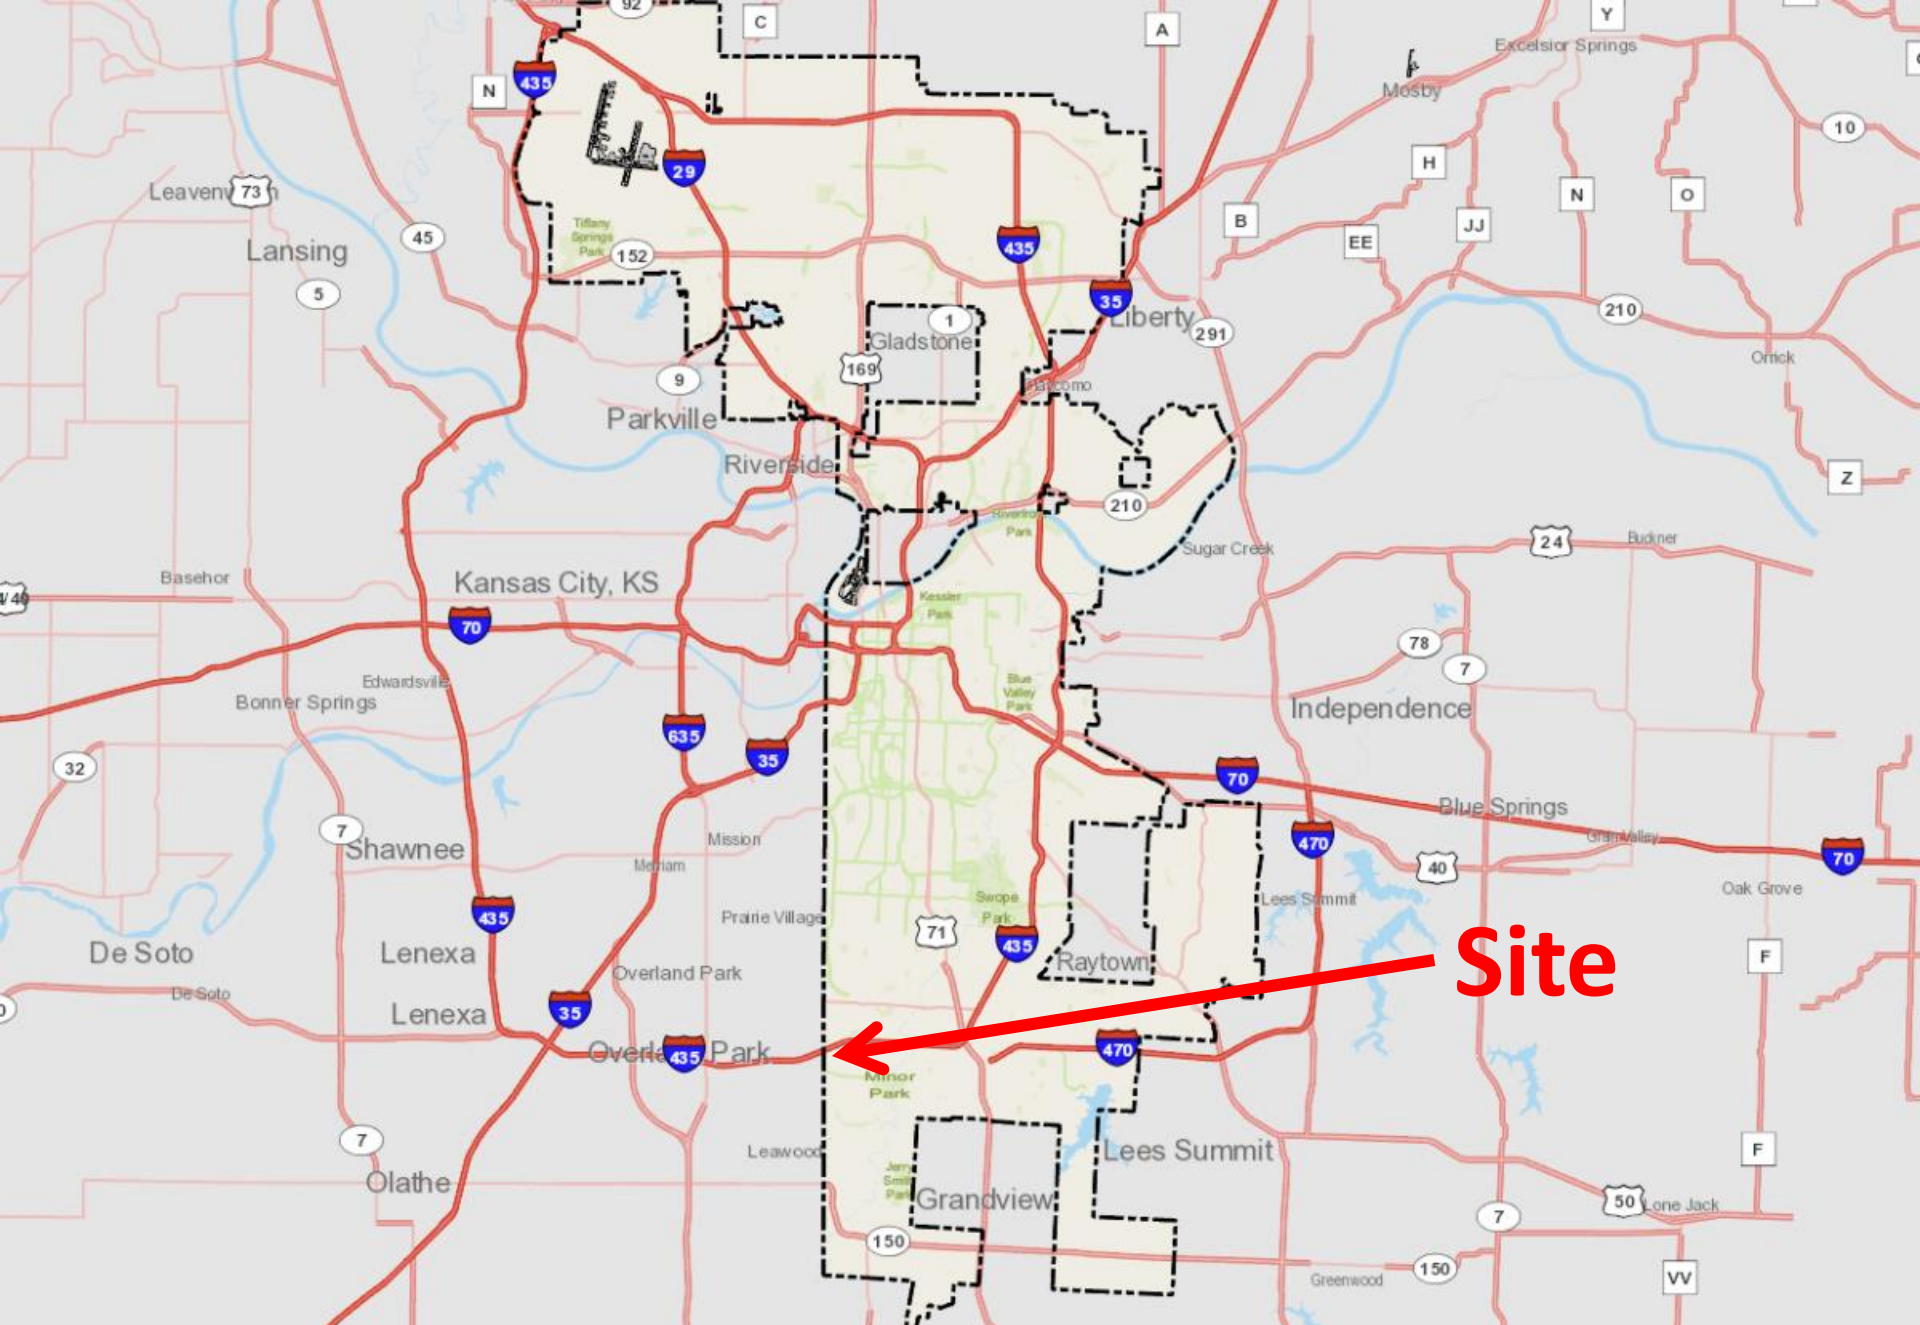 92
C
A
Y
Excelsior Springs
435
N
Mosby
10
H
29
Leavenw
73
h
N
O
B
JJ
EE
Tiffany
Springs
Park
45
152
435
Lansing
5
35
Liberty
291
210
1
Gladstone
Orrick
169
9
Parkville
Riverside
Z
210
Park
Sugar Creek
24
Buckner
Basehor
Kansas City, KS
Kessler
Park
70
78
7
Edwardsville
Blue
Valley
Park
Bonner Springs
Independence
635
35
32
70
Blue Springs
7
Shawnee
Mission
470
Grain Valley
Merriam
40
70
Oak Grove
Swope
Park
Lees Summit
435
Prairie Village
71
435
De Soto
Lenexa
Raytown
Site
F
Overland Park
De Soto
Lenexa
35
435
Park
470
Minor
Park
7
Leawood
Lees Summit
F
Olathe
Jerry
Smith
Park
Grandview
50
Lone Jack
7
150
150
Greenwood
VV